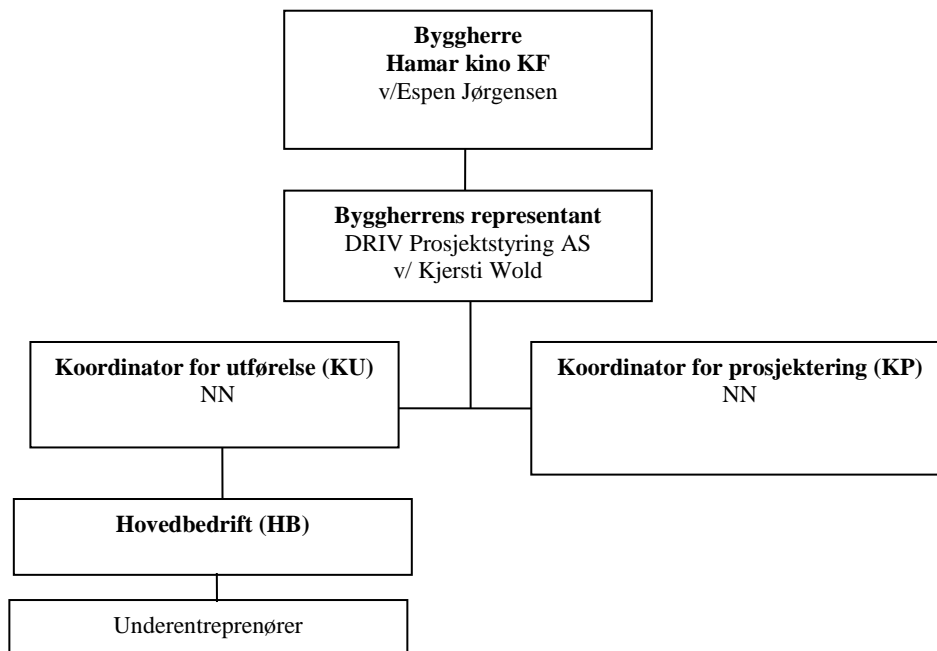 Byggherre
Hamar kino KF
v/Espen Jørgensen
Byggherrens representant
DRIV Prosjektstyring AS
v/ Kjersti Wold
Koordinator for utførelse (KU)
NN
Koordinator for prosjektering (KP)
NN
Hovedbedrift (HB)
Underentreprenører